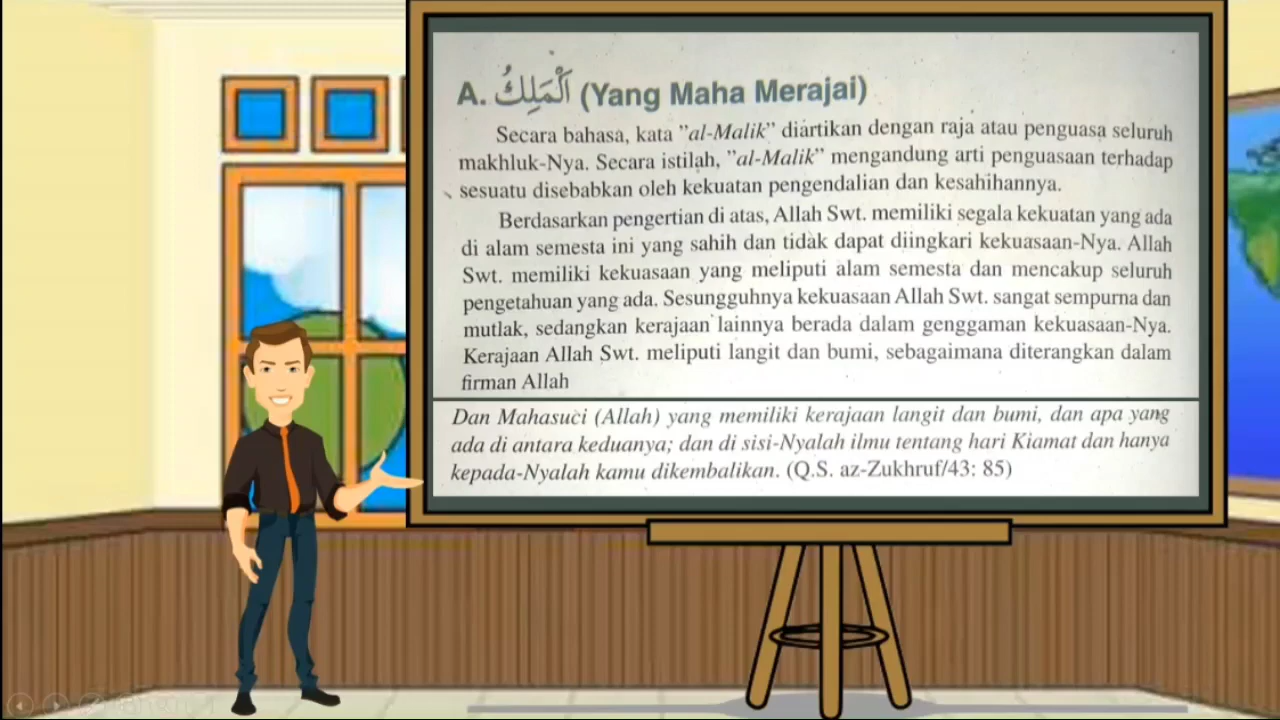 A. اَلْمَلِكُ (Yang Maha Merajai)
Secara bahasa, kata ”al-Malik” diartikan dengan raja atau penguasa seluruh
makhluk-Nya. Secara istilah, ”al-Malik” mengandung arti penguasaan terhadap
sesuatu disebabkan oleh kekuatan pengendalian dan kesahihannya.
Berdasarkan pengertian di atas, Allah Swt. memiliki segala kekuatan yang ada
di alam semesta ini yang sahih dan tidak dapat diingkari kekuasaan-Nya. Allah
Swt. memiliki kekuasaan yang meliputi alam semesta dan mencakup seluruh
pengetahuan yang ada. Sesungguhnya kekuasaan Allah Swt. sangat sempurna dan
mutlak, sedangkan kerajaan lainnya berada dalam genggaman kekuasaan-Nya.
Kerajaan Allah Swt. meliputi langit dan bumi, sebagaimana diterangkan dalam
firman Allah
Dan Mahasuci (Allah) yang memiliki kerajaan langit dan bumi, dan apa yang
ada di antara keduanya; dan di sisi-Nyalah ilmu tentang hari Kiamat dan hanya
kepada-Nyalah kamu dikembalikan. (Q.S. az-Zukhruf/43: 85)